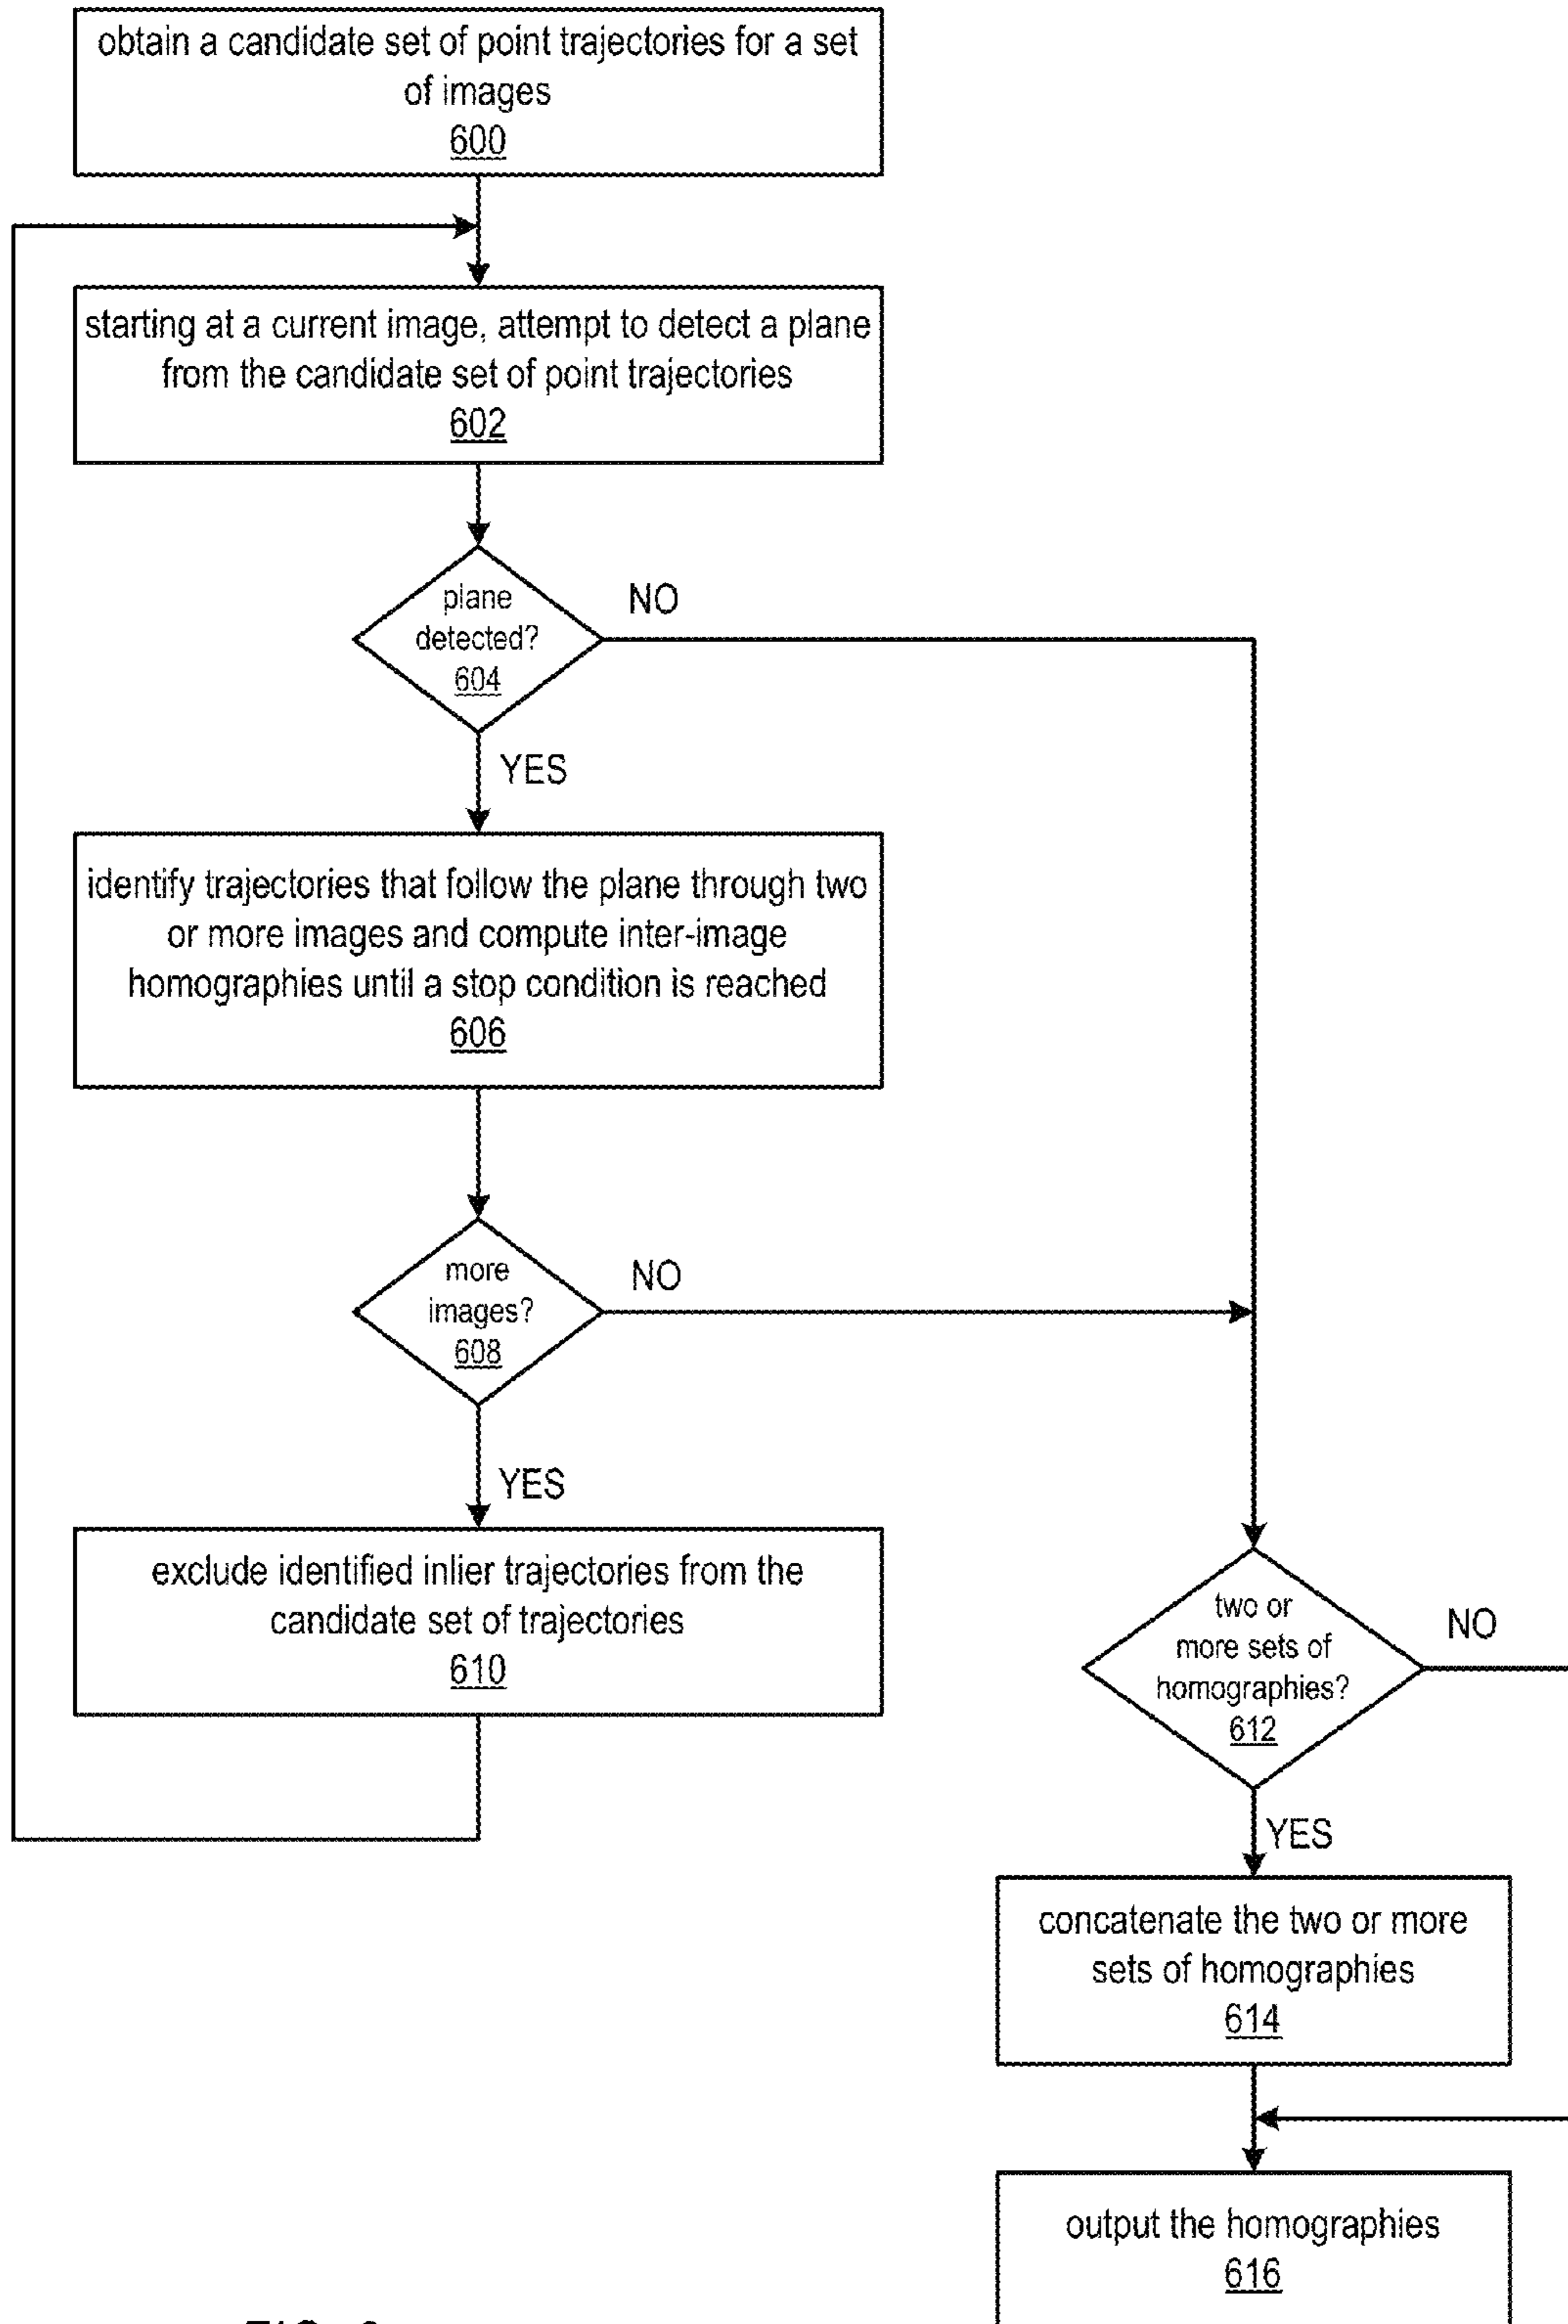 obtain a candidate set of point trajectories for a set
of images
600
starting at a current image, attempt to detect a plane
from the candidate set of point trajectories
602
plane
detected?
604
NO
YES
identify trajectories that follow the plane through two
or more images and compute inter-image
homographies until a stop condition is reached
606
more
images?
608
NO
YES
exclude identified inlier trajectories from the
candidate set of trajectories
610
two or
more sets of
homographies?
612
NO
YES
concatenate the two or more
sets of homographies
614
output the homographies
616